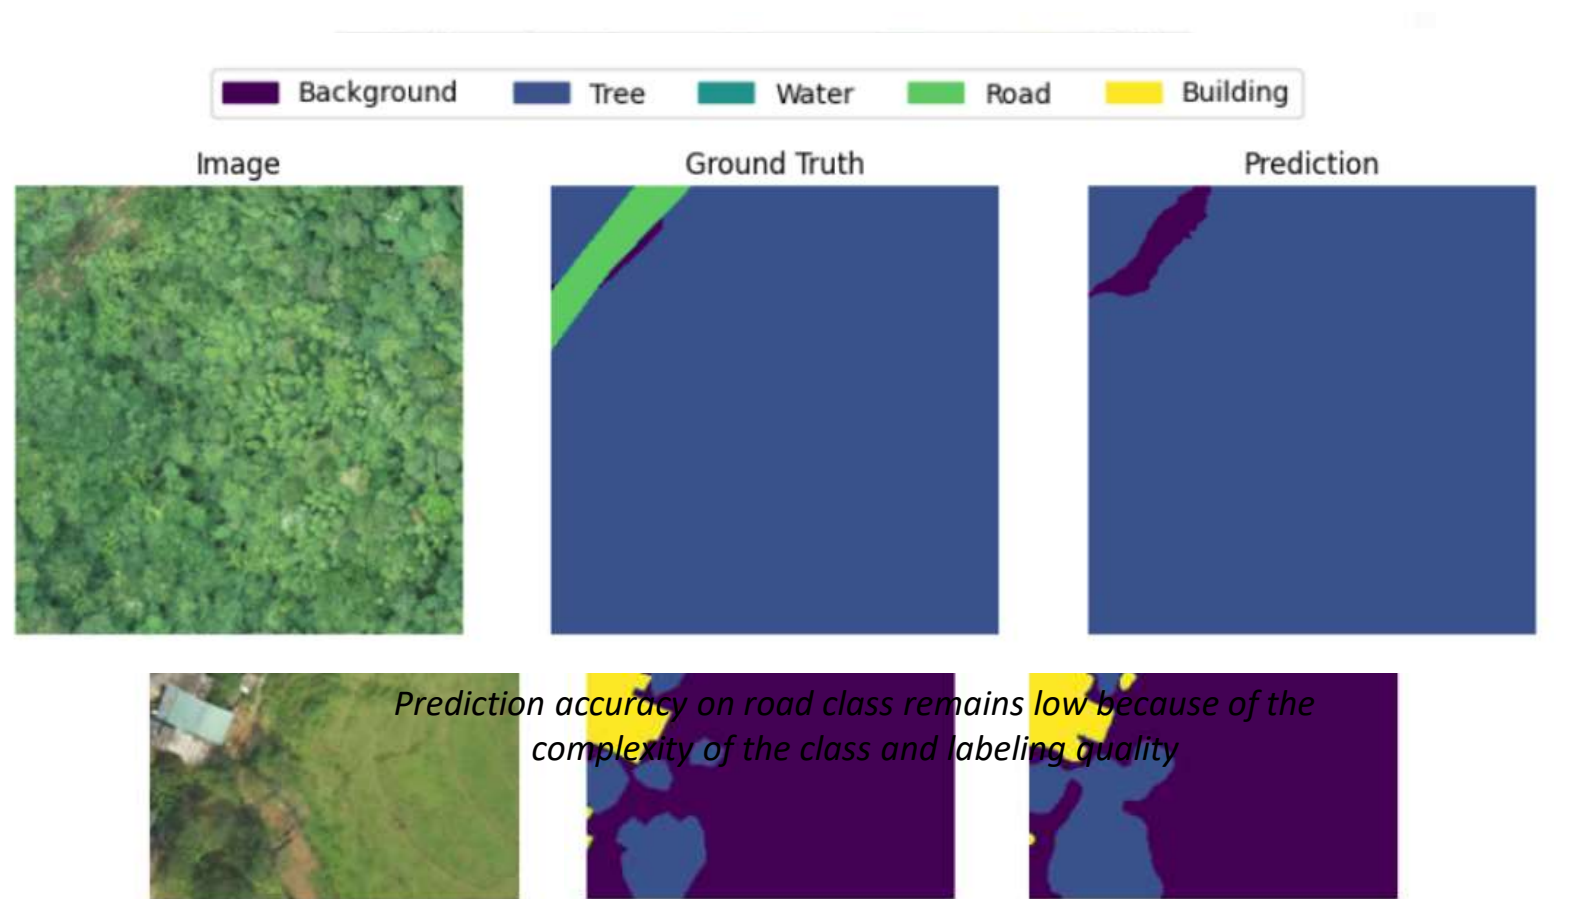 Background Tree Water Road Building
Image Ground Truth Prediction
Prediction accuracy on road class remains low because of the
complexity of the class and labeling quality